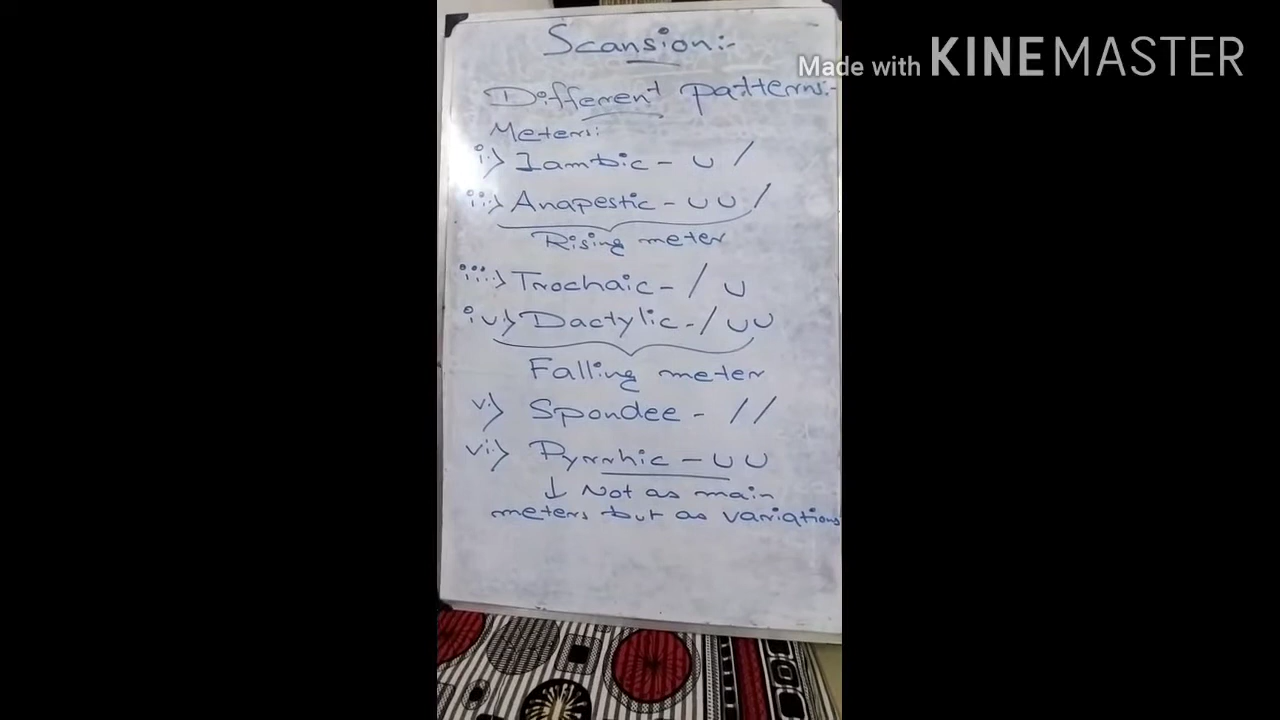 Scansion:-
Made with KINEMASTER
Different patterns:-
Meters:
i:) Iambic - ∪ /
ii:) Anapestic - ∪ ∪ /
Rising meter
iii:) Trochaic - / ∪
iv:) Dactylic - / ∪ ∪
Falling meter
v:) Spondee - / /
vi:) Pyrrhic - ∪ ∪
↓ Not as main
meters but as variations